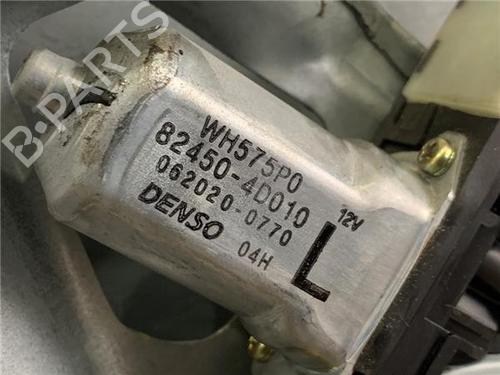 B-PARTS
WH575P0
82450-4D010
062020-0770
DENSO
12V
04H
L